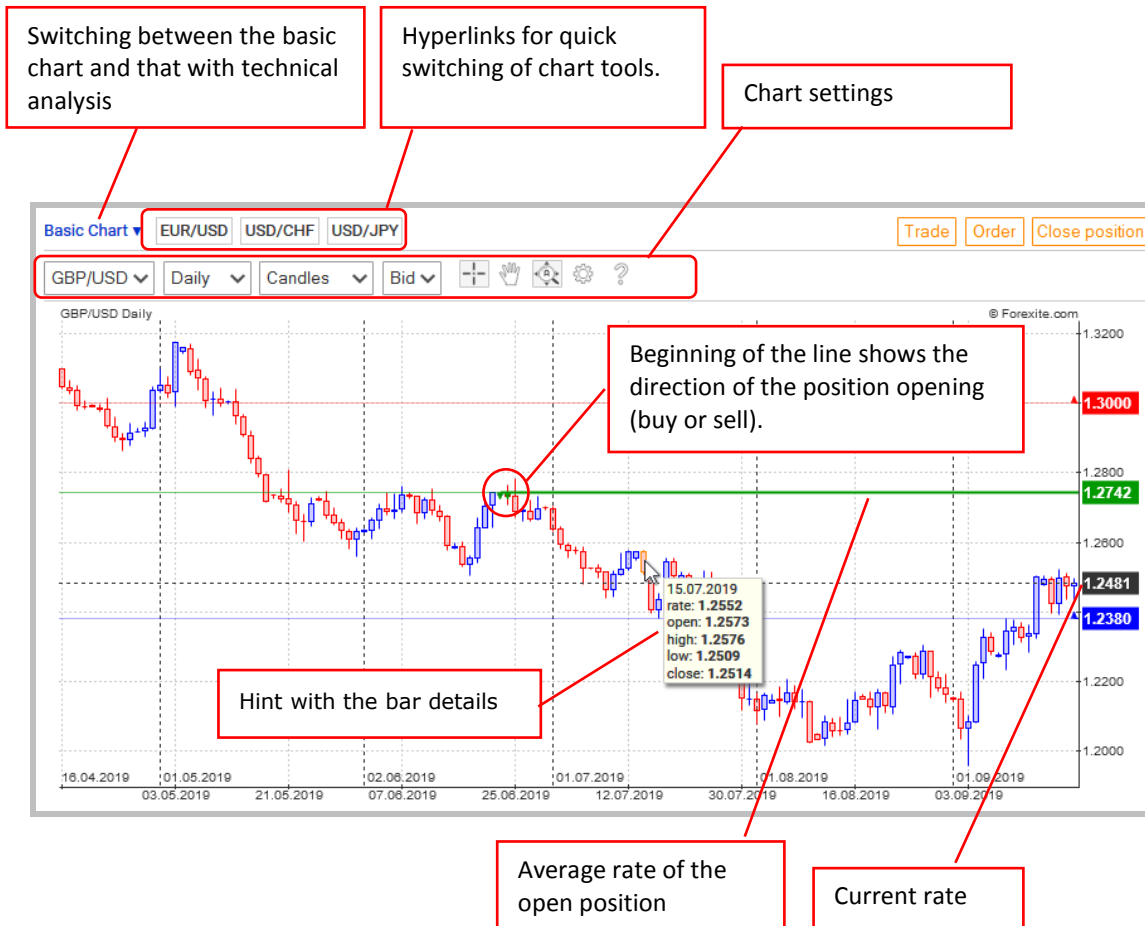 Switching between the basic
chart and that with technical
analysis
Hyperlinks for quick
switching of chart tools.
Chart settings
Basic Chart ▾ EUR/USD USD/CHF USD/JPY Trade Order Close position
GBP/USD Daily Candles Bid ?
GBP/USD Daily © Forexite.com
1.3200
Beginning of the line shows the
direction of the position opening
(buy or sell).
1.3000
1.2800
1.2742
1.2600
1.2481
15.07.2019
rate: 1.2552
open: 1.2573
high: 1.2576
low: 1.2509
close: 1.2514
1.2380
Hint with the bar details
1.2200
1.2000
16.04.2019 01.05.2019 02.06.2019 01.07.2019 01.08.2019 01.09.2019
03.05.2019 21.05.2019 07.06.2019 25.06.2019 12.07.2019 30.07.2019 16.08.2019 03.09.2019
Average rate of the
open position
Current rate